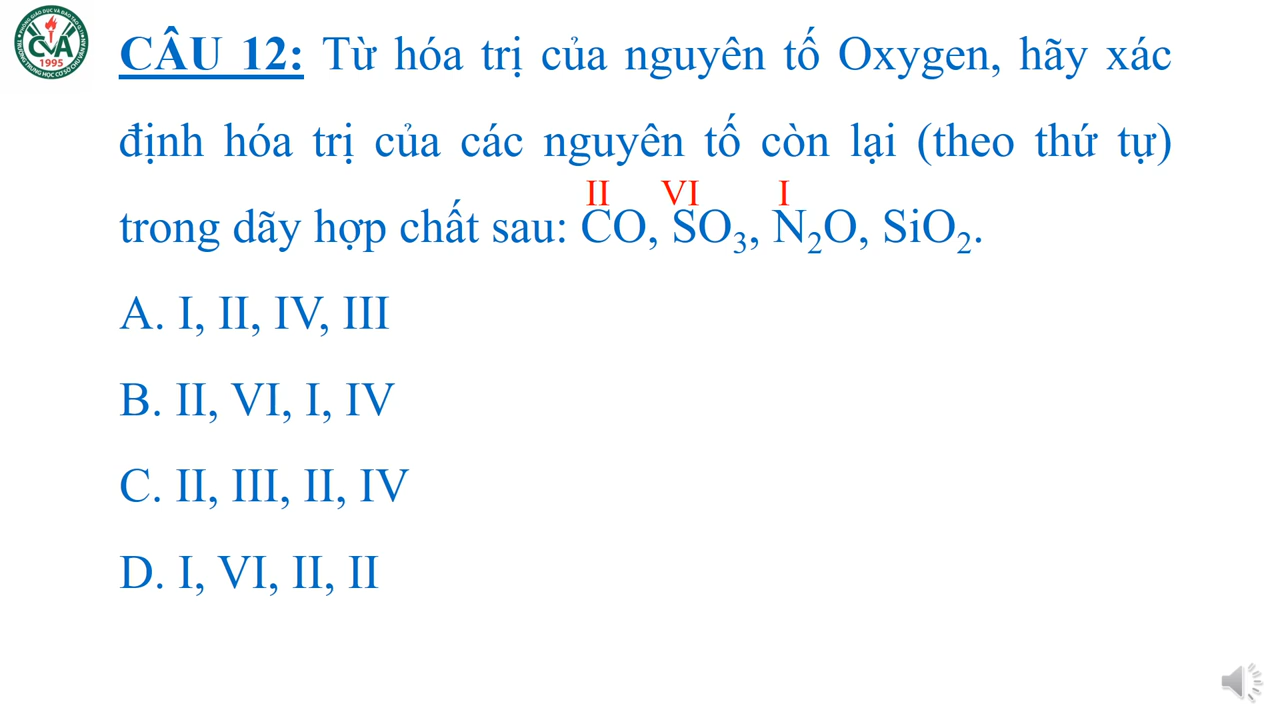 CVA
1995
CÂU 12: Từ hóa trị của nguyên tố Oxygen, hãy xác
định hóa trị của các nguyên tố còn lại (theo thứ tự)
II VI I
trong dãy hợp chất sau: CO, SO₃, N₂O, SiO₂.
A. I, II, IV, III
B. II, VI, I, IV
C. II, III, II, IV
D. I, VI, II, II